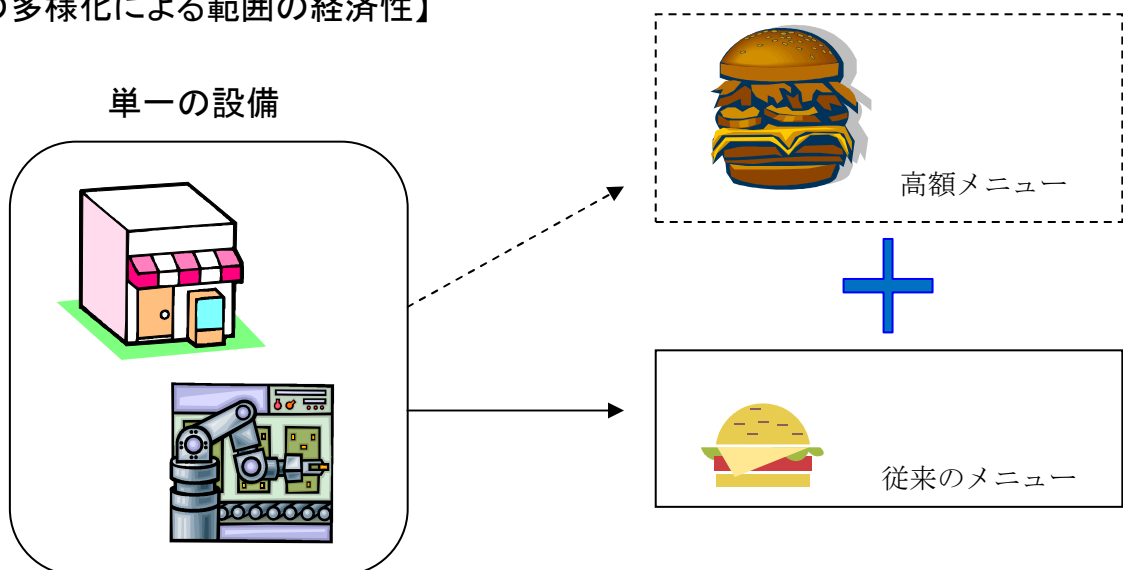 の多様化による範囲の経済性】
単一の設備
高額メニュー
従来のメニュー